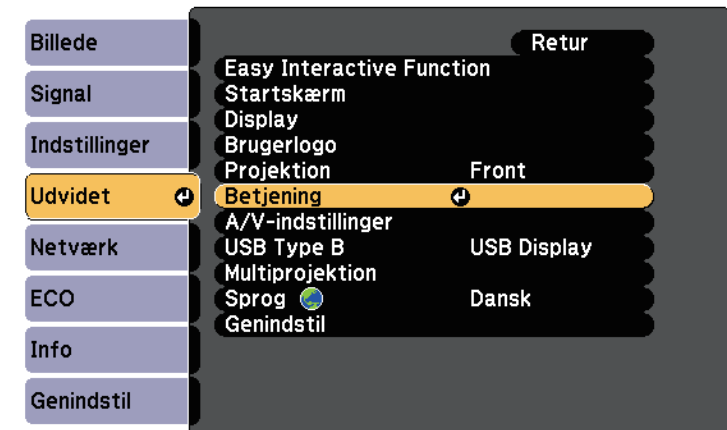 Billede
Signal
Indstillinger
Udvidet
Netværk
ECO
Info
Genindstil
Retur
Easy Interactive Function
Startskærm
Display
Brugerlogo
Projektion Front
Betjening
A/V-indstillinger
USB Type B USB Display
Multiprojektion
Sprog Dansk
Genindstil